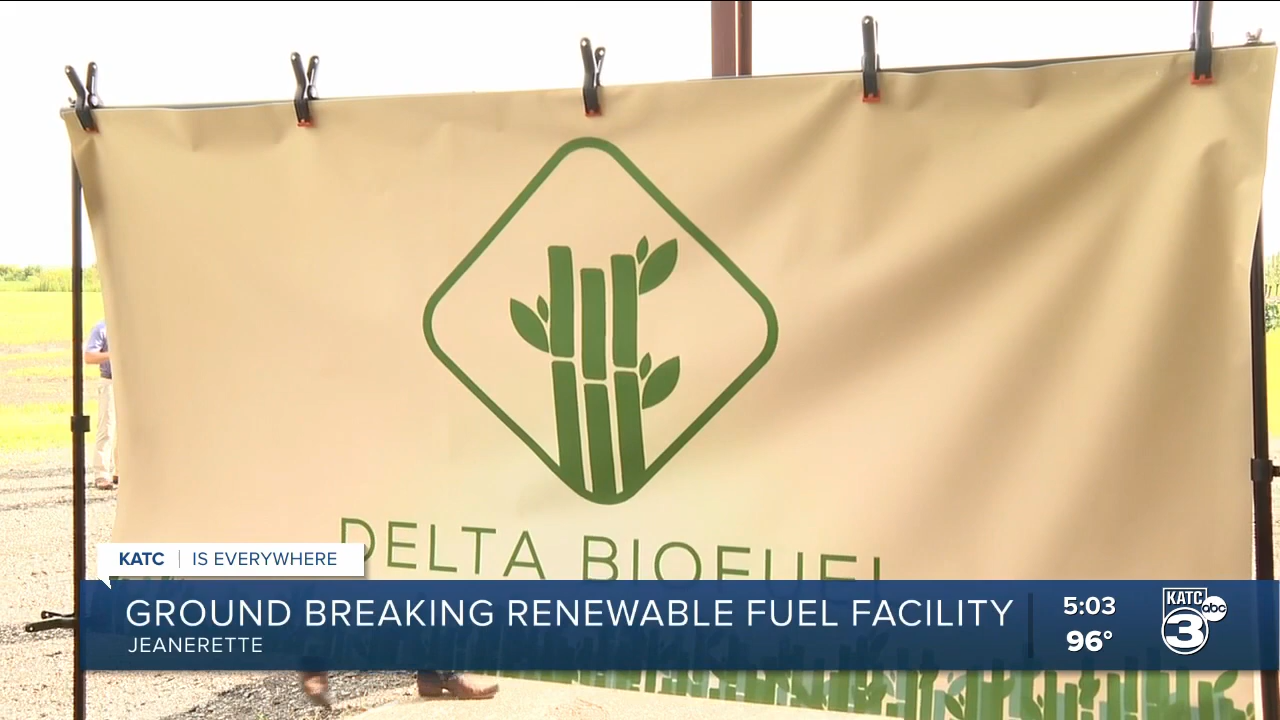 DELTA BIOFUEL
KATC IS EVERYWHERE
GROUND BREAKING RENEWABLE FUEL FACILITY
JEANERETTE
5:03
96°
KATC
abc
3